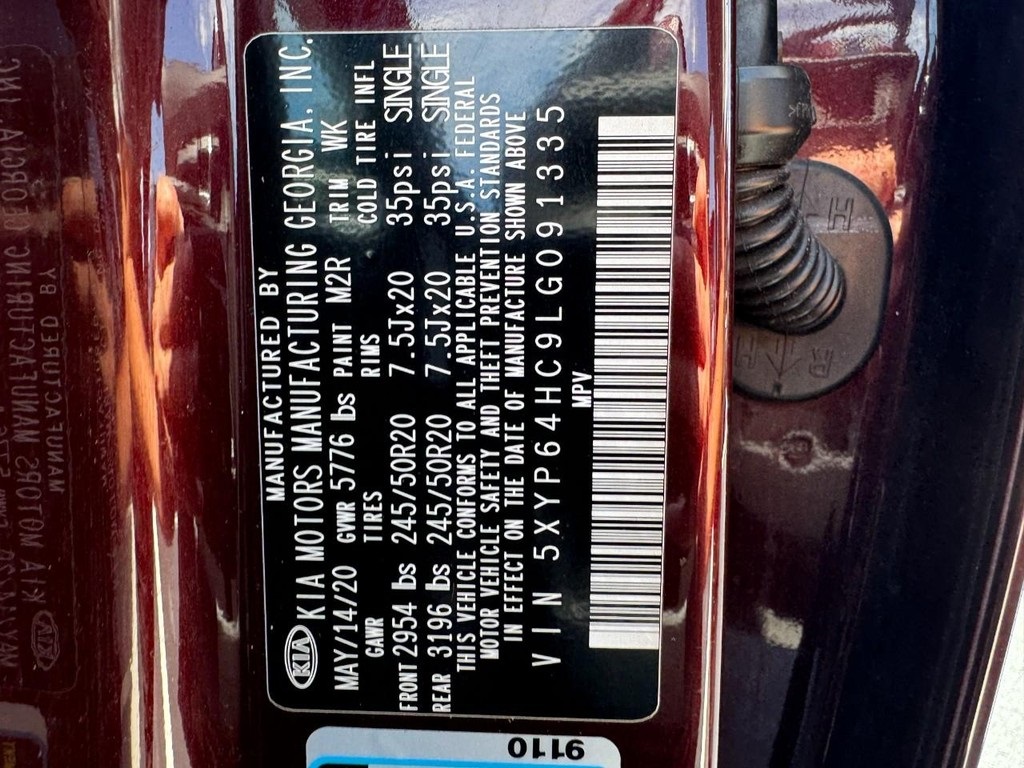 MANUFACTURED BY
KIA KIA MOTORS MANUFACTURING GEORGIA, INC.
MAY/14/20 GVWR 5776 lbs PAINT M2R TRIM WK
GAWR TIRES RIMS COLD TIRE INFL
FRONT 2954 lbs 245/50R20 7.5Jx20 35psi SINGLE
REAR 3196 lbs 245/50R20 7.5Jx20 35psi SINGLE
THIS VEHICLE CONFORMS TO ALL APPLICABLE U.S.A. FEDERAL
MOTOR VEHICLE SAFETY AND THEFT PREVENTION STANDARDS
IN EFFECT ON THE DATE OF MANUFACTURE SHOWN ABOVE
VIN 5XYP64HC9LG091335
MPV
9110